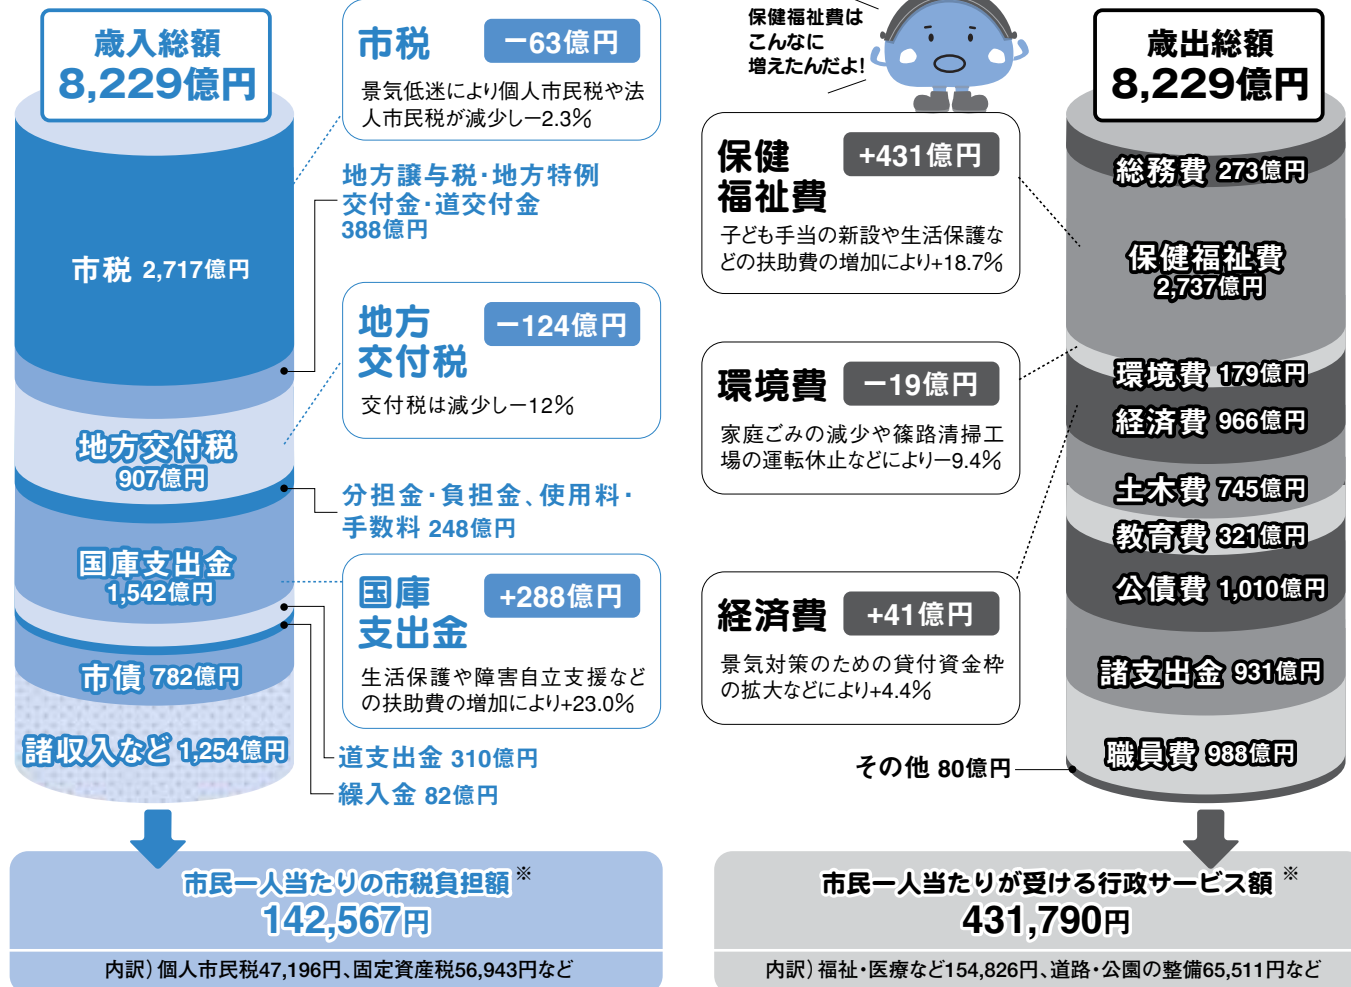 歳入総額
8,229億円
市税 2,717億円
地方交付税
907億円
国庫支出金
1,542億円
市債 782億円
諸収入など 1,254億円
市税
－63億円
景気低迷により個人市民税や法
人市民税が減少し－2.3%
地方譲与税・地方特例
交付金・道交付金
388億円
地方
交付税
－124億円
交付税は減少し－12%
分担金・負担金、使用料・
手数料 248億円
国庫
支出金
+288億円
生活保護や障害自立支援など
の扶助費の増加により+23.0%
道支出金 310億円
繰入金 82億円
市民一人当たりの市税負担額※
142,567円
内訳）個人市民税47,196円、固定資産税56,943円など
保健福祉費は
こんなに
増えたんだよ！
保健
福祉費
+431億円
子ども手当の新設や生活保護な
どの扶助費の増加により+18.7%
環境費
－19億円
家庭ごみの減少や篠路清掃工
場の運転休止などにより－9.4%
経済費
+41億円
景気対策のための貸付資金枠
の拡大などにより+4.4%
歳出総額
8,229億円
総務費 273億円
保健福祉費
2,737億円
環境費 179億円
経済費 966億円
土木費 745億円
教育費 321億円
公債費 1,010億円
諸支出金 931億円
職員費 988億円
その他 80億円
市民一人当たりが受ける行政サービス額※
431,790円
内訳）福祉・医療など154,826円、道路・公園の整備65,511円など